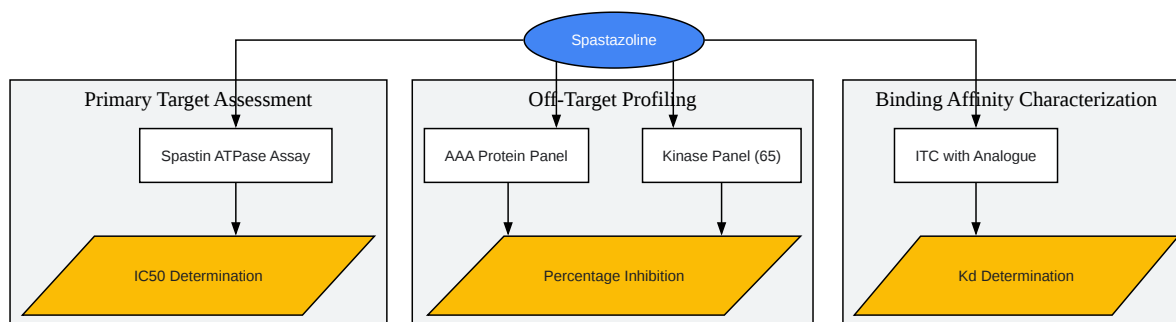 Spastazoline
Primary Target Assessment
Off-Target Profiling
Binding Affinity Characterization
Spastin ATPase Assay
AAA Protein Panel
Kinase Panel (65)
ITC with Analogue
IC50 Determination
Percentage Inhibition
Kd Determination